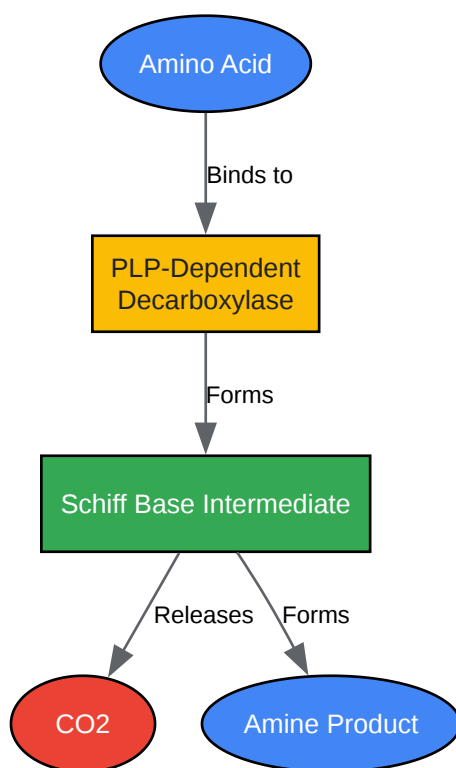 Amino Acid
Binds to
PLP-Dependent
Decarboxylase
Forms
Schiff Base Intermediate
Releases
Forms
CO2
Amine Product